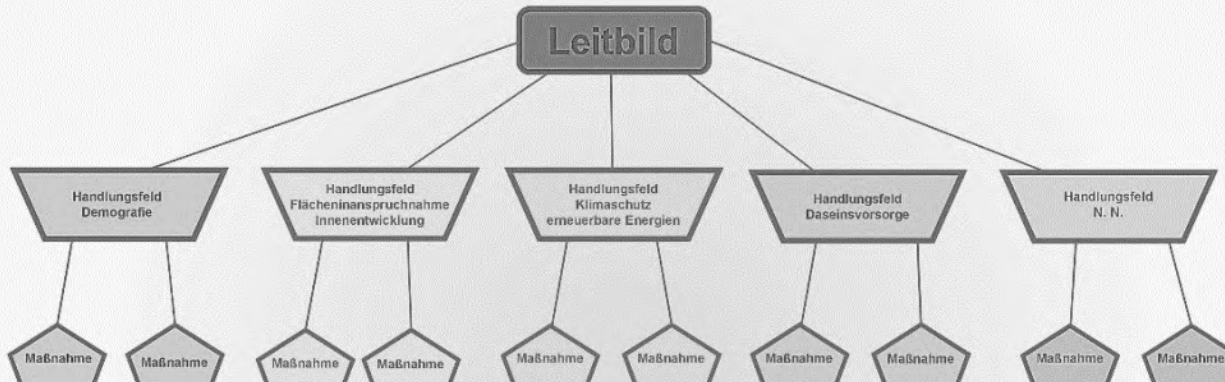 Leitbild
Handlungsfeld
Demografie
Handlungsfeld
Flächeninanspruchnahme
Innenentwicklung
Handlungsfeld
Klimaschutz
erneuerbare Energien
Handlungsfeld
Daseinsvorsorge
Handlungsfeld
N. N.
Maßnahme
Maßnahme
Maßnahme
Maßnahme
Maßnahme
Maßnahme
Maßnahme
Maßnahme
Maßnahme
Maßnahme